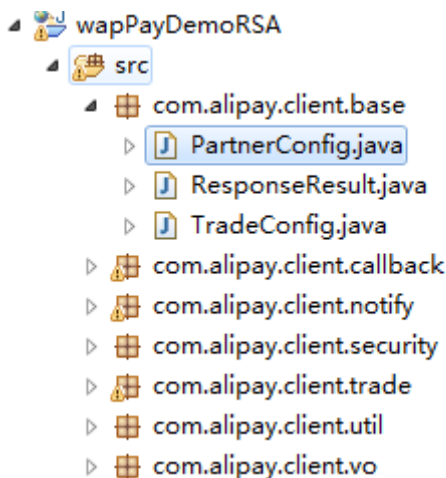 wapPayDemoRSA
src
com.alipay.client.base
PartnerConfig.java
ResponseResult.java
TradeConfig.java
com.alipay.client.callback
com.alipay.client.notify
com.alipay.client.security
com.alipay.client.trade
com.alipay.client.util
com.alipay.client.vo